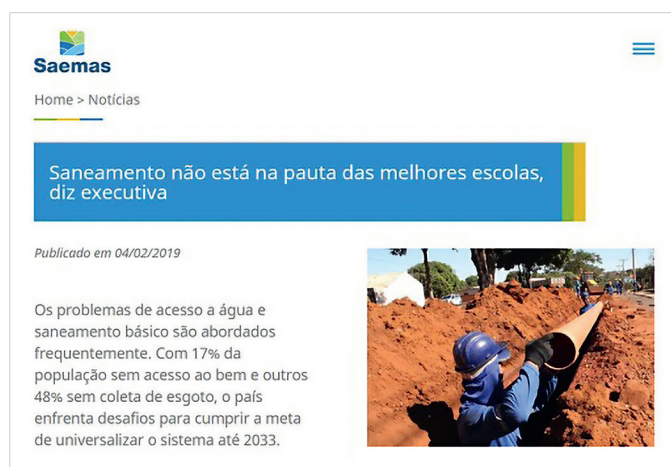 Saemas
Home > Notícias
Saneamento não está na pauta das melhores escolas,
diz executiva
Publicado em 04/02/2019
Os problemas de acesso a água e
saneamento básico são abordados
frequentemente. Com 17% da
população sem acesso ao bem e outros
48% sem coleta de esgoto, o país
enfrenta desafios para cumprir a meta
de universalizar o sistema até 2033.